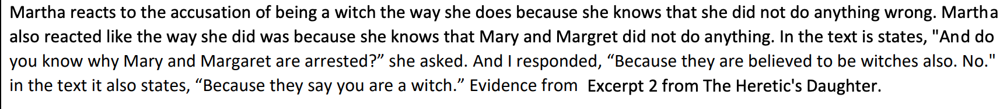 Martha reacts to the accusation of being a witch the way she does because she knows that she did not do anything wrong. Martha
also reacted like the way she did was because she knows that Mary and Margret did not do anything. In the text is states, "And do
you know why Mary and Margaret are arrested?” she asked. And I responded, “Because they are believed to be witches also. No."
in the text it also states, “Because they say you are a witch.” Evidence from  Excerpt 2 from The Heretic's Daughter.